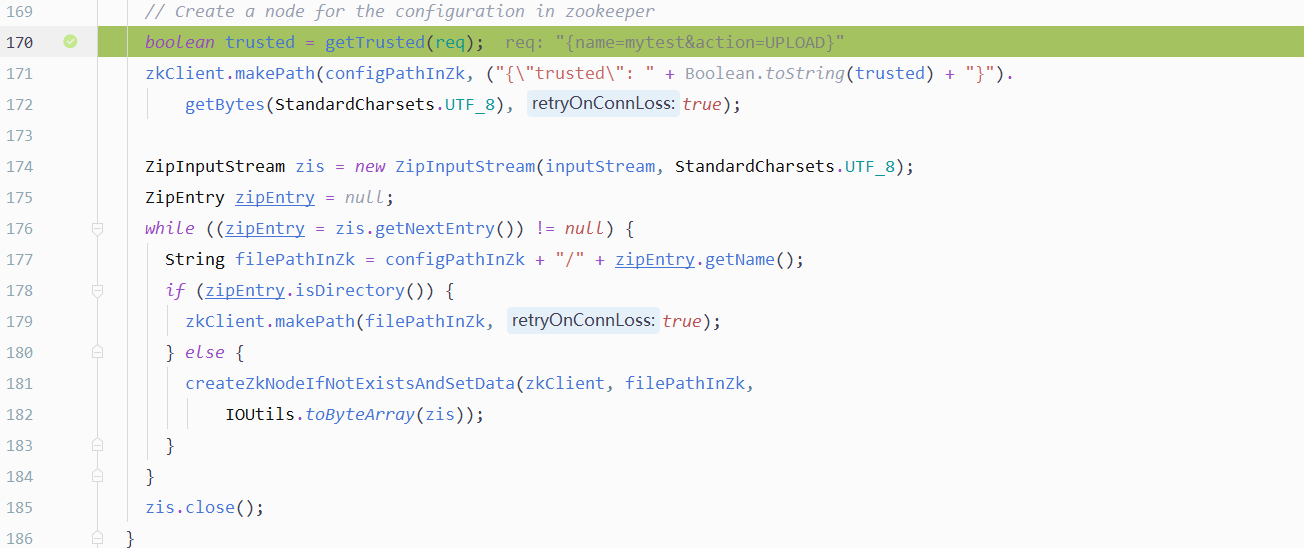 169 // Create a node for the configuration in zookeeper
170 boolean trusted = getTrusted(req); req: "{name=mytest&action=UPLOAD}"
171 zkClient.makePath(configPathInZk, ("{\"trusted\": " + Boolean.toString(trusted) + "}").
172 getBytes(StandardCharsets.UTF_8), retryOnConnLoss: true);
173
174 ZipInputStream zis = new ZipInputStream(inputStream, StandardCharsets.UTF_8);
175 ZipEntry zipEntry = null;
176 while ((zipEntry = zis.getNextEntry()) != null) {
177 String filePathInZk = configPathInZk + "/" + zipEntry.getName();
178 if (zipEntry.isDirectory()) {
179 zkClient.makePath(filePathInZk, retryOnConnLoss: true);
180 } else {
181 createZkNodeIfNotExistsAndSetData(zkClient, filePathInZk,
182 IOUtils.toByteArray(zis));
183 }
184 }
185 zis.close();
186 }